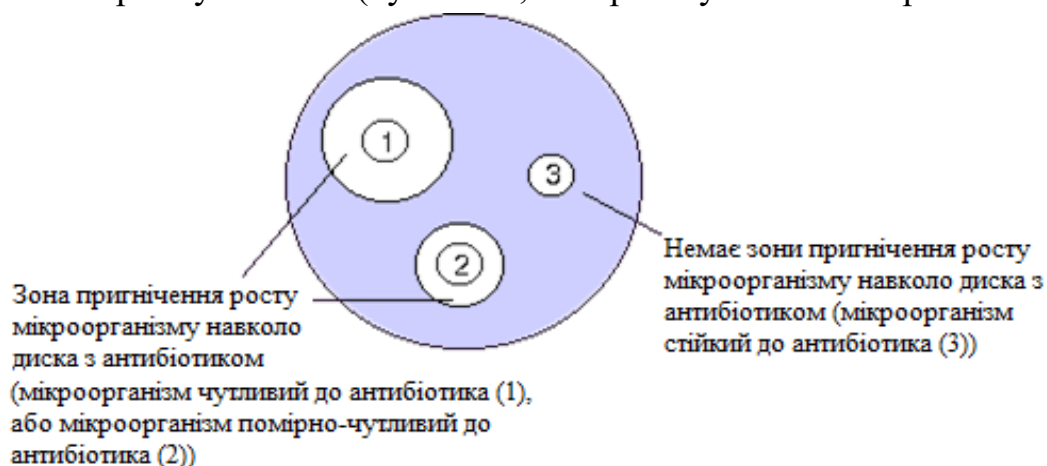 1
3
2
Зона пригнічення росту
мікроорганізму навколо
диска з антибіотиком
(мікроорганізм чутливий до антибіотика (1),
або мікроорганізм помірно-чутливий до
антибіотика (2))
Немає зони пригнічення росту
мікроорганізму навколо диска з
антибіотиком (мікроорганізм
стійкий до антибіотика (3))